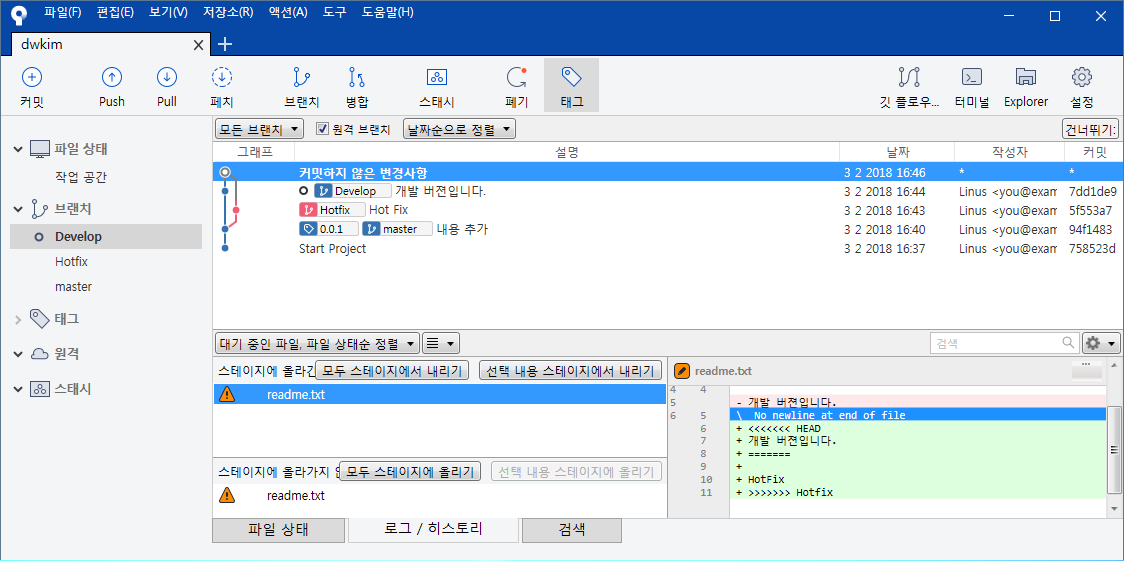 파일(F) 편집(E) 보기(V) 저장소(R) 액션(A) 도구 도움말(H)
dwkim
커밋 Push Pull 페치 브랜치 병합 스태시 폐기 태그 깃 플로우... 터미널 Explorer 설정
모든 브랜치 원격 브랜치 날짜순으로 정렬 건너뛰기:
파일 상태
작업 공간
브랜치
Develop
Hotfix
master
태그
원격
스태시
그래프 설명 날짜 작성자 커밋
커밋하지 않은 변경사항 3 2 2018 16:46 * *
Develop 개발 버젼입니다. 3 2 2018 16:44 Linus <you@exam 7dd1de9
Hotfix Hot Fix 3 2 2018 16:43 Linus <you@exam 5f553a7
0.0.1 master 내용 추가 3 2 2018 16:40 Linus <you@exam 94f1483
Start Project 3 2 2018 16:37 Linus <you@exam 758523d
대기 중인 파일, 파일 상태순 정렬 검색
스테이지에 올라간 모두 스테이지에서 내리기 선택 내용 스테이지에서 내리기
readme.txt
스테이지에 올라가지 모두 스테이지에 올리기 선택 내용 스테이지에 올리기
readme.txt
readme.txt ...
4 4
5 - 개발 버젼입니다.
6 5 \ No newline at end of file
6 + <<<<<<< HEAD
7 + 개발 버젼입니다.
8 + =======
9 +
10 + HotFix
11 + >>>>>>> Hotfix
파일 상태 로그 / 히스토리 검색